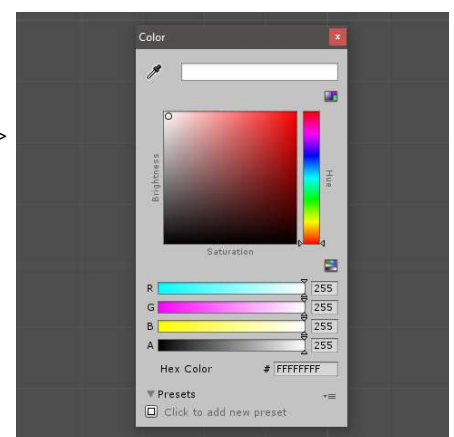 >
Color
x
Brightness
Hue
Saturation
R 255
G 255
B 255
A 255
Hex Color # FFFFFFFF
Presets
Click to add new preset